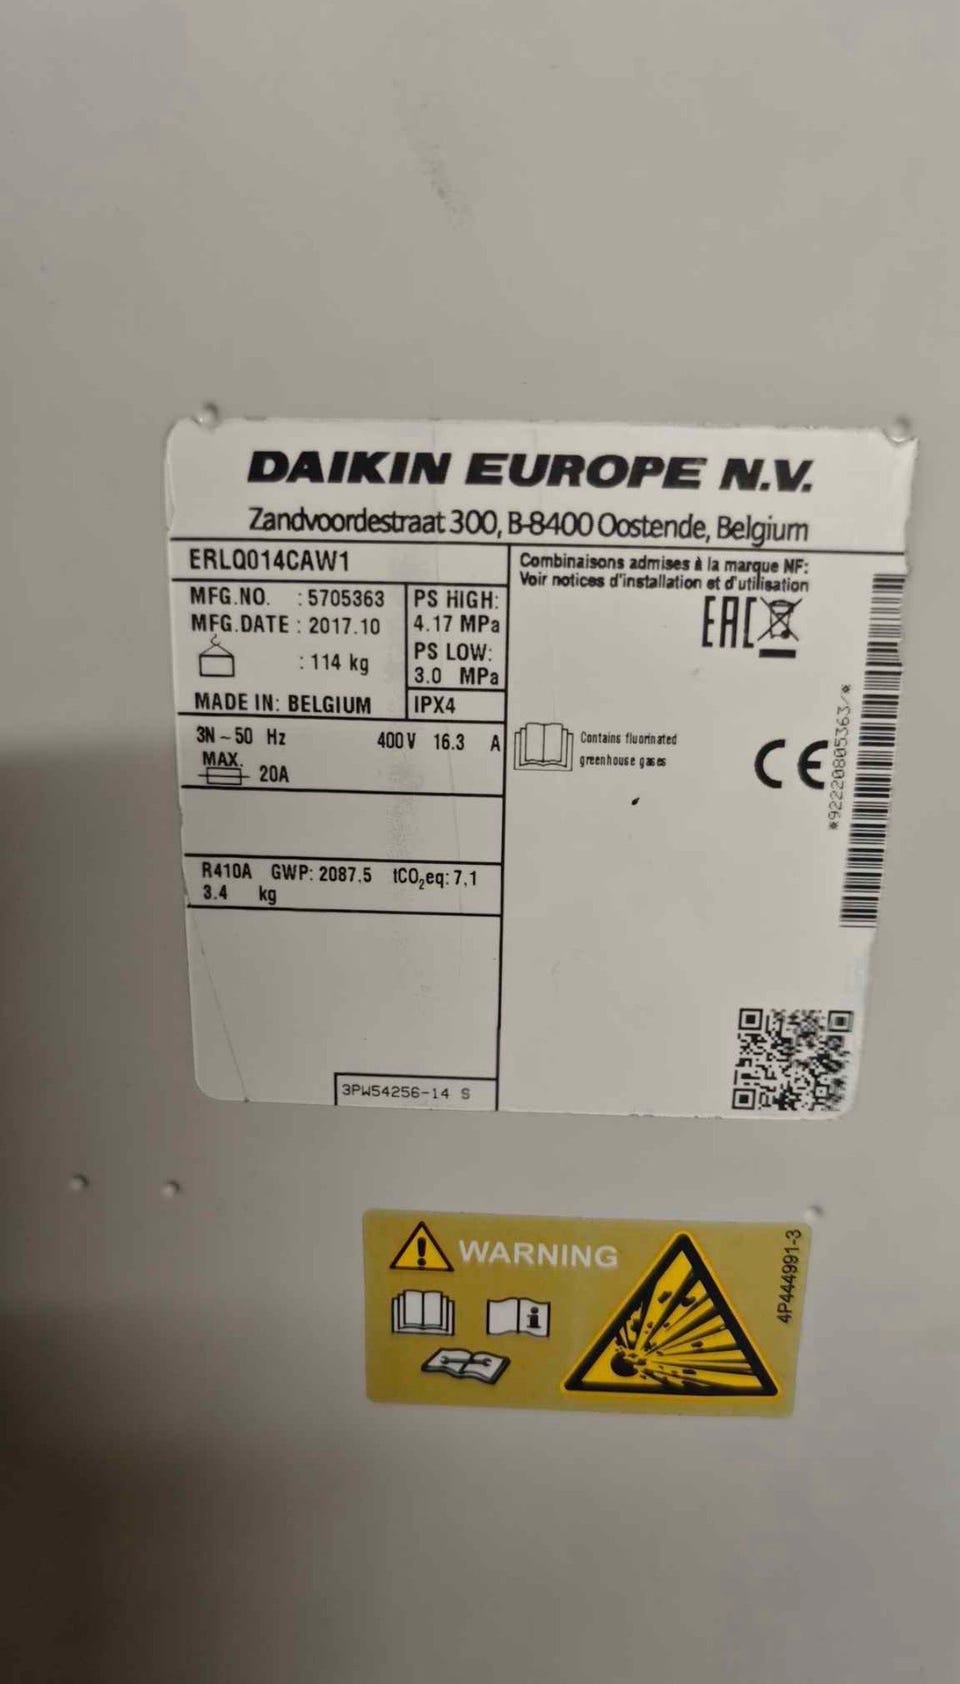 DAIKIN EUROPE N.V.
Zandvoordestraat 300, B-8400 Oostende, Belgium
ERLQ014CAW1
MFG.NO. : 5705363
MFG.DATE : 2017.10
: 114 kg
MADE IN: BELGIUM
PS HIGH:
4.17 MPa
PS LOW:
3.0 MPa
IPX4
3N ~ 50 Hz 400 V 16.3 A
MAX.
20A
R410A GWP: 2087,5 tCO₂eq: 7,1
3.4 kg
3PW54256-14 S
Combinaisons admises à la marque NF:
Voir notices d'installation et d'utilisation
EAC
Contains fluorinated
greenhouse gases
CE
*92220805363/*
WARNING
4P444991-3